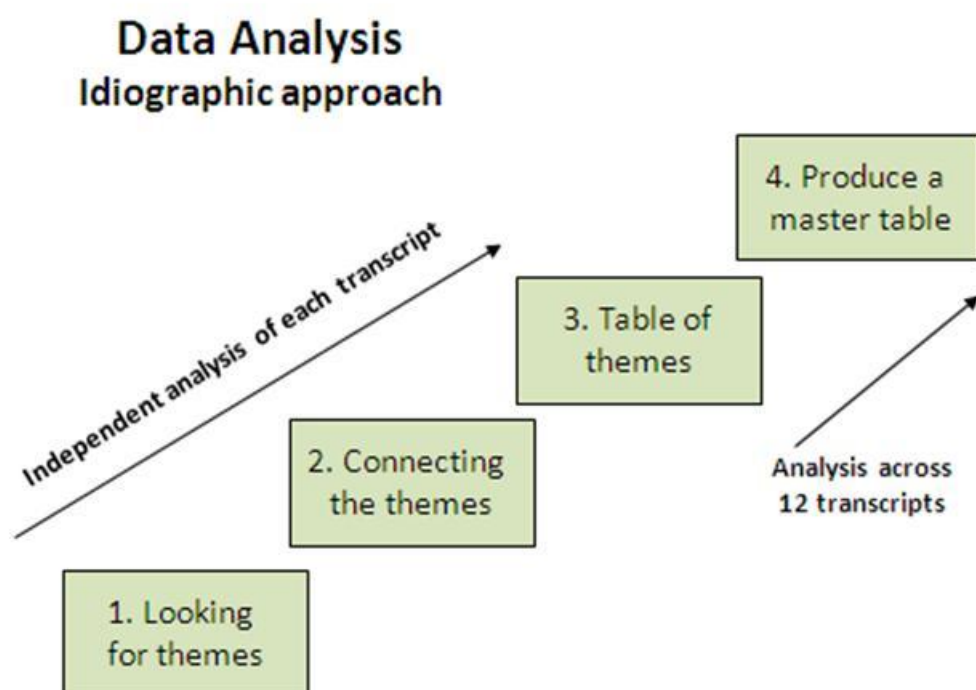 Data Analysis
Idiographic approach
4. Produce a
master table
Independent analysis of each transcript
3. Table of
themes
2. Connecting
the themes
Analysis across
12 transcripts
1. Looking
for themes